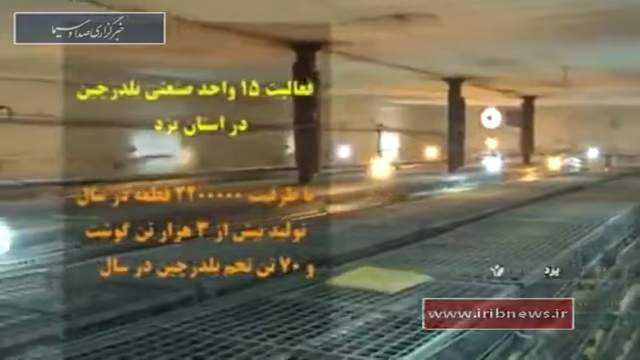 خبرگزاری صدا و سیما
فعالیت ۱۵ واحد صنعتی بلدرچین
در استان یزد
با ظرفیت ۲۲۰۰۰۰۰ قطعه در سال
تولید بیش از ۳ هزار تن گوشت
و ۷۰ تن تخم بلدرچین در سال
یزد
www.iribnews.ir